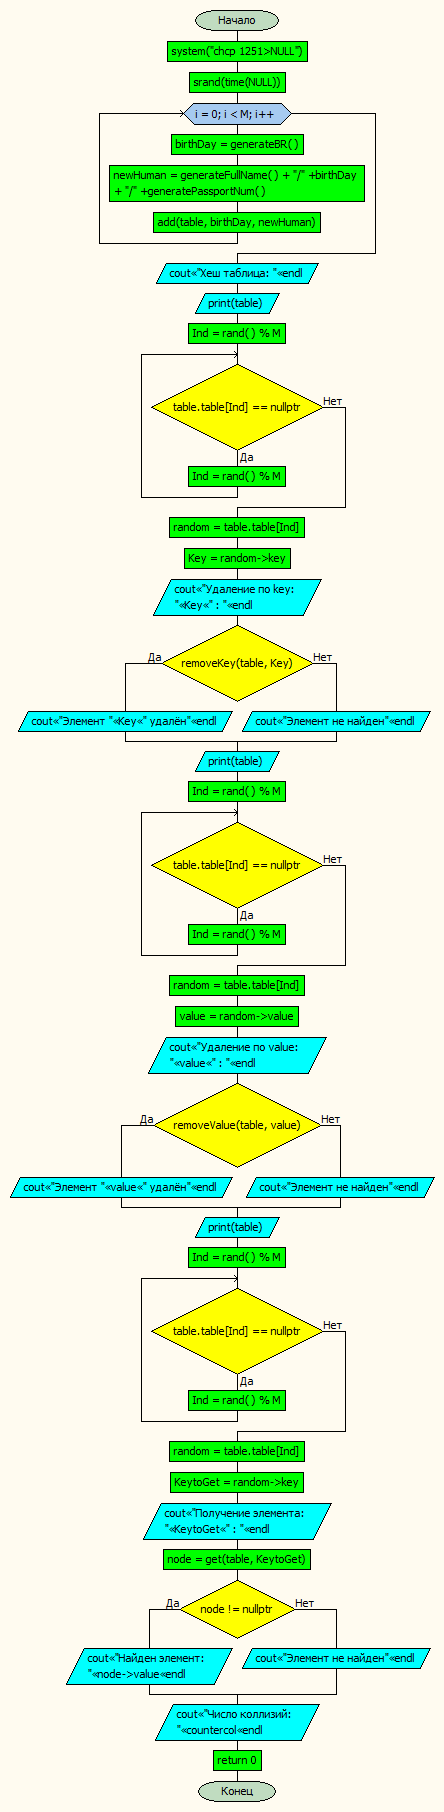 Начало
system("chcp 1251>NULL")
srand(time(NULL))
i = 0; i < M; i++
birthDay = generateBR()
newHuman = generateFullName() + "/" +birthDay
+ "/" +generatePassportNum()
add(table, birthDay, newHuman)
cout«"Хеш таблица: "«endl
print(table)
Ind = rand() % M
table.table[Ind] == nullptr
Нет
Да
Ind = rand() % M
random = table.table[Ind]
Key = random->key
cout«"Удаление по key:
"«Key«" : "«endl
removeKey(table, Key)
Да
Нет
cout«"Элемент "«Key«" удалён"«endl
cout«"Элемент не найден"«endl
print(table)
Ind = rand() % M
table.table[Ind] == nullptr
Нет
Да
Ind = rand() % M
random = table.table[Ind]
value = random->value
cout«"Удаление по value:
"«value«" : "«endl
removeValue(table, value)
Да
Нет
cout«"Элемент "«value«" удалён"«endl
cout«"Элемент не найден"«endl
print(table)
Ind = rand() % M
table.table[Ind] == nullptr
Нет
Да
Ind = rand() % M
random = table.table[Ind]
KeytoGet = random->key
cout«"Получение элемента:
"«KeytoGet«" : "«endl
node = get(table, KeytoGet)
node != nullptr
Да
Нет
cout«"Найден элемент:
"«node->value«endl
cout«"Элемент не найден"«endl
cout«"Число коллизий:
"«countercol«endl
return 0
Конец